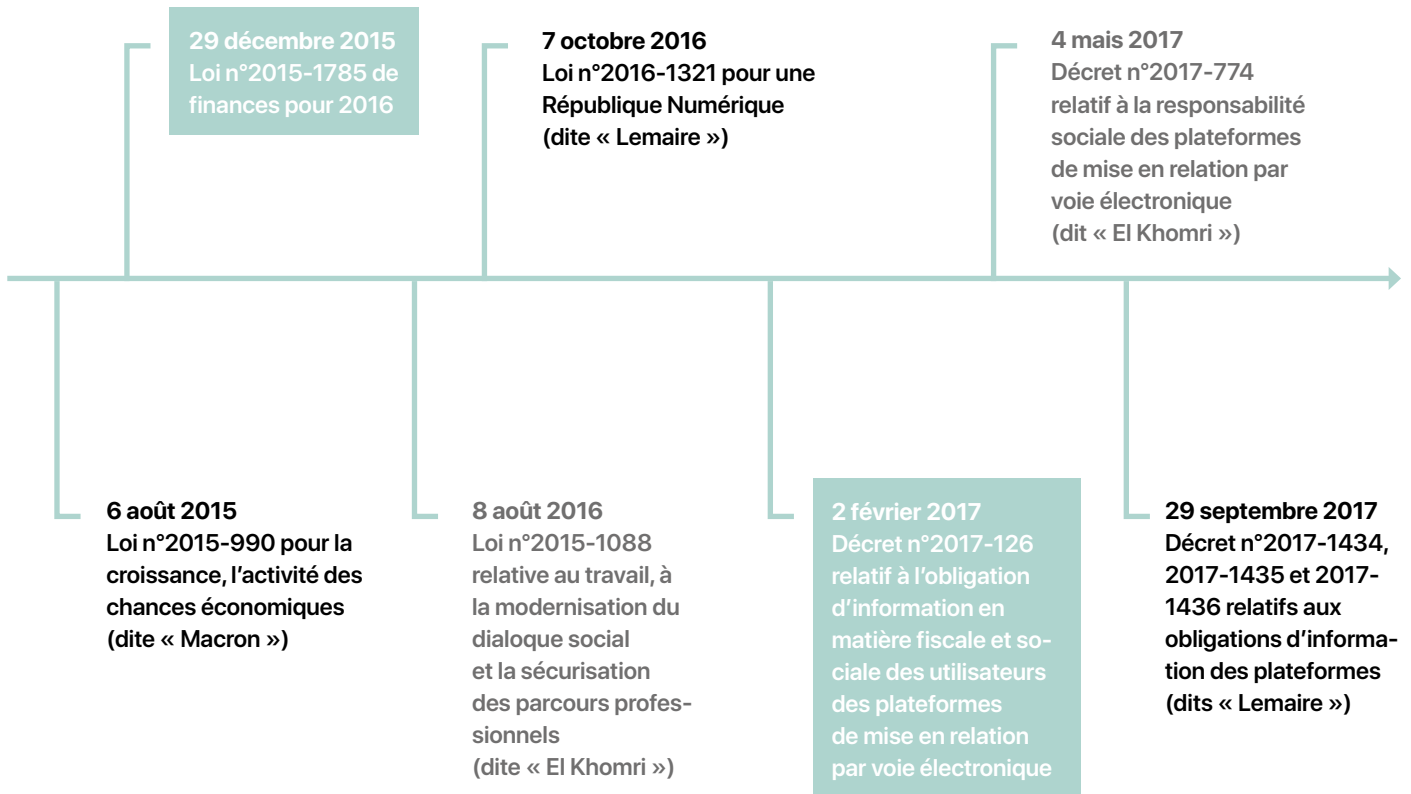 29 décembre 2015
Loi n°2015-1785 de
finances pour 2016
7 octobre 2016
Loi n°2016-1321 pour une
République Numérique
(dite « Lemaire »)
4 mais 2017
Décret n°2017-774
relatif à la responsabilité
sociale des plateformes
de mise en relation par
voie électronique
(dit « El Khomri »)
6 août 2015
Loi n°2015-990 pour la
croissance, l'activité des
chances économiques
(dite « Macron »)
8 août 2016
Loi n°2015-1088
relative au travail, à
la modernisation du
dialoque social
et la sécurisation
des parcours profes-
sionnels
(dite « El Khomri »)
2 février 2017
Décret n°2017-126
relatif à l'obligation
d'information en
matière fiscale et so-
ciale des utilisateurs
des plateformes
de mise en relation
par voie électronique
29 septembre 2017
Décret n°2017-1434,
2017-1435 et 2017-
1436 relatifs aux
obligations d'informa-
tion des plateformes
(dits « Lemaire »)